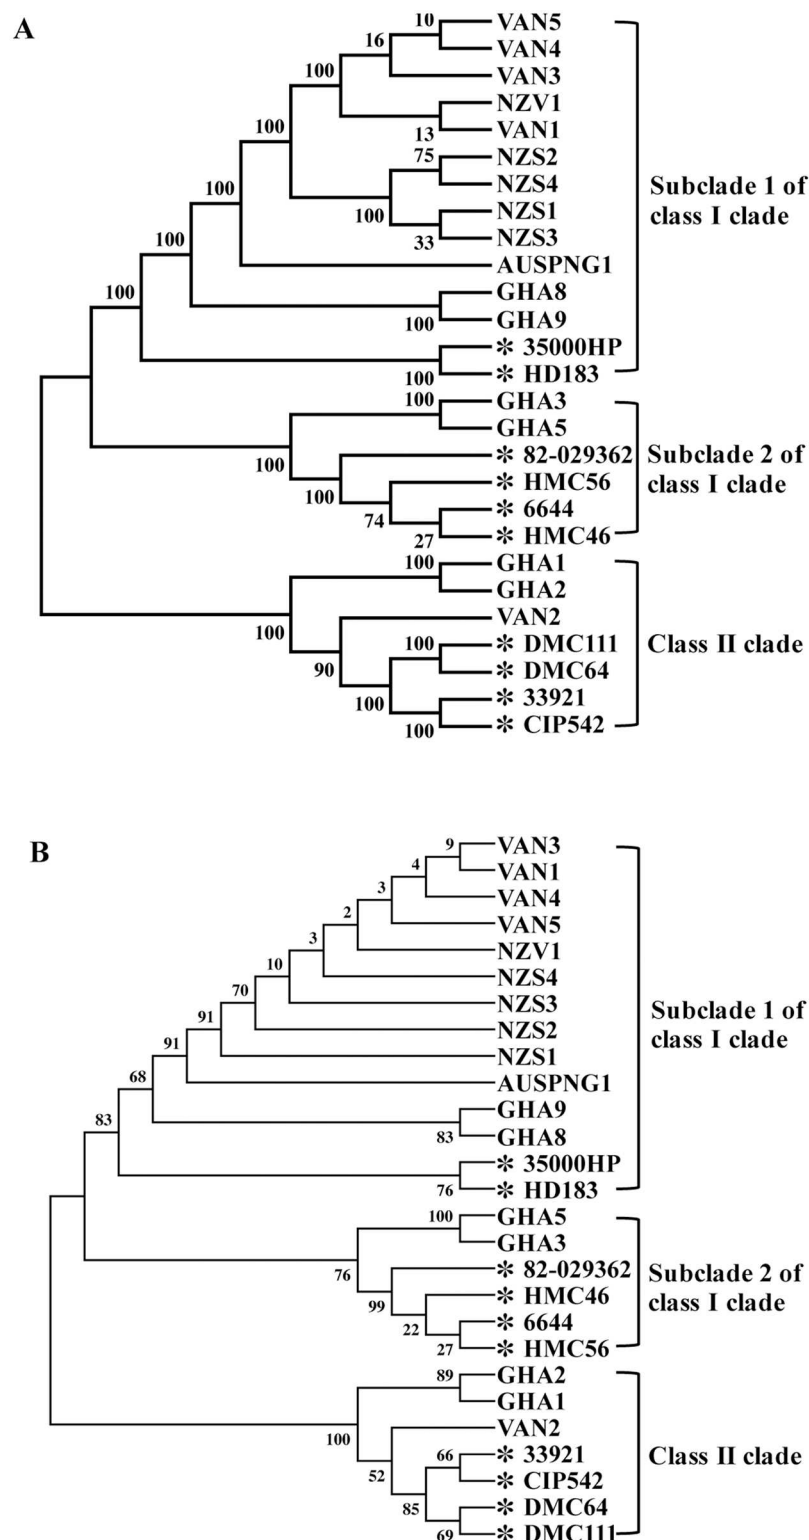 A
10
VAN5
VAN4
16
VAN3
100
NZV1
VAN1
13
100
75
NZS2
NZS4
100
NZS1
NZS3
33
100
AUSPNG1
100
GHA8
GHA9
100
100
✻ 35000HP
✻ HD183
100
Subclade 1 of
class I clade
100
GHA3
GHA5
100
✻ 82-029362
100
✻ HMC56
74
✻ 6644
✻ HMC46
27
Subclade 2 of
class I clade
100
GHA1
GHA2
100
VAN2
90
100
✻ DMC111
✻ DMC64
100
✻ 33921
✻ CIP542
100
Class II clade
B
9
VAN3
VAN1
4
VAN4
3
VAN5
2
NZV1
3
NZS4
10
NZS3
70
NZS2
91
NZS1
91
AUSPNG1
68
GHA9
GHA8
83
83
✻ 35000HP
✻ HD183
76
Subclade 1 of
class I clade
100
GHA5
GHA3
76
✻ 82-029362
99
✻ HMC46
22
✻ 6644
✻ HMC56
27
Subclade 2 of
class I clade
89
GHA2
GHA1
100
VAN2
52
66
✻ 33921
✻ CIP542
85
✻ DMC64
✻ DMC111
69
Class II clade